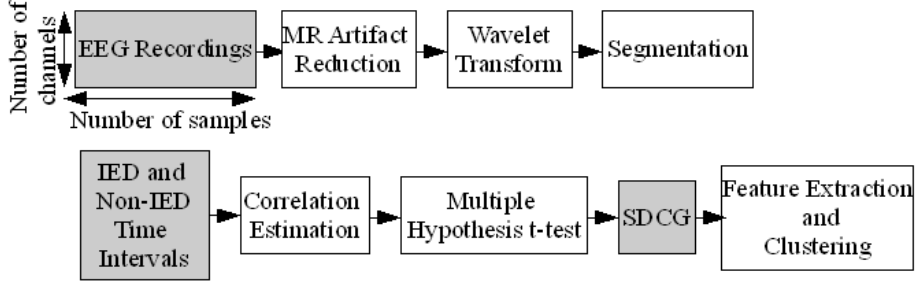 Number of
channels
EEG Recordings
Number of samples
MR Artifact
Reduction
Wavelet
Transform
Segmentation
IED and
Non-IED
Time
Intervals
Correlation
Estimation
Multiple
Hypothesis t-test
SDCG
Feature Extraction
and
Clustering